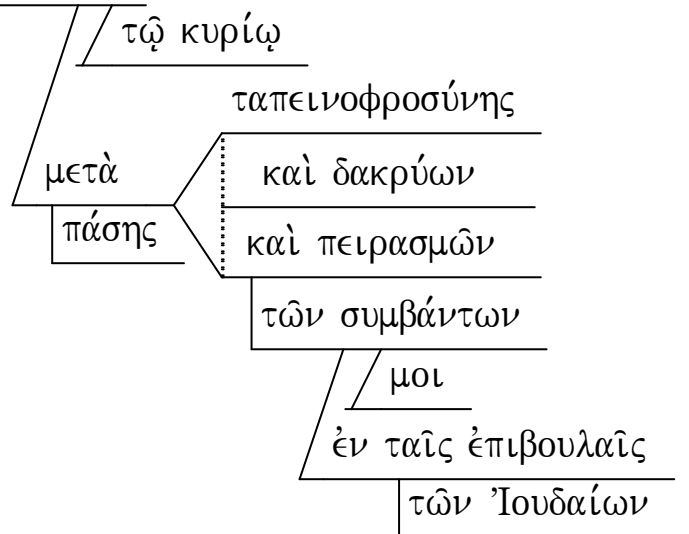 τῷ κυρίῳ
ταπεινοφροσύνης
μετὰ
καὶ δακρύων
πάσης
καὶ πειρασμῶν
τῶν συμβάντων
μοι
ἐν ταῖς ἐπιβουλαῖς
τῶν Ἰουδαίων